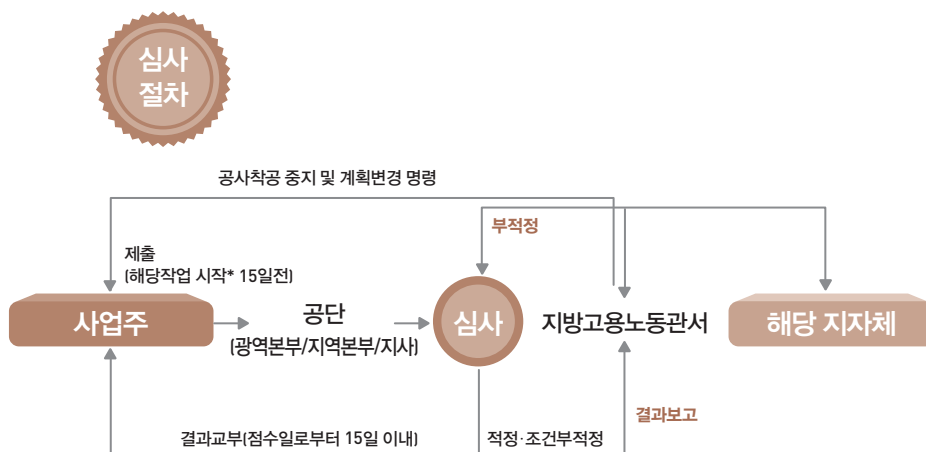 심사
절차
공사착공 중지 및 계획변경 명령
부적정
제출
(해당작업 시작* 15일전)
사업주
공단
(광역본부/지역본부/지사)
심사
지방고용노동관서
해당 지자체
결과보고
결과교부(점수일로부터 15일 이내)
적정·조건부적정